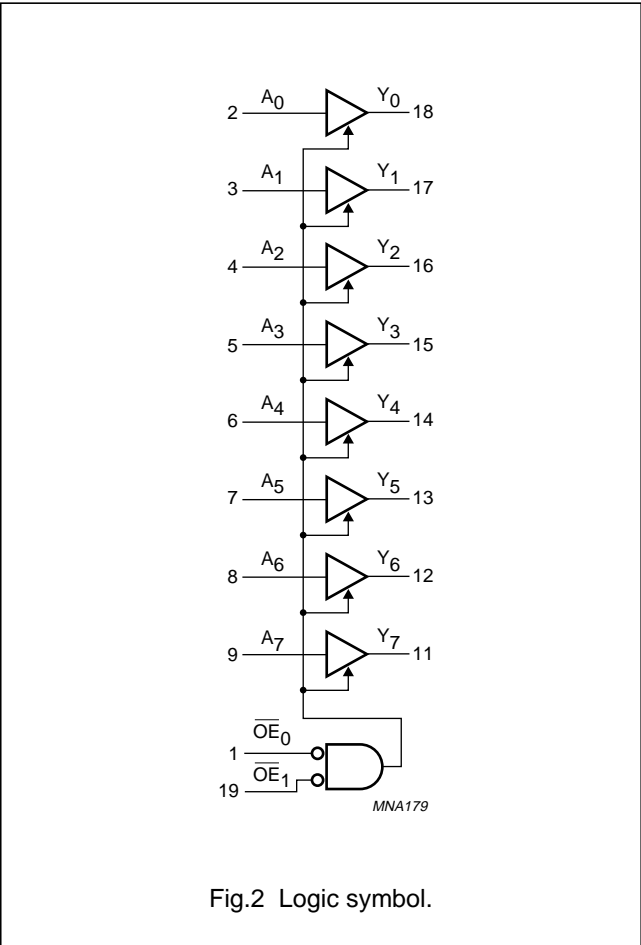 2 A0 Y0 18
3 A1 Y1 17
4 A2 Y2 16
5 A3 Y3 15
6 A4 Y4 14
7 A5 Y5 13
8 A6 Y6 12
9 A7 Y7 11
1 O̅E̅0
19 O̅E̅1
MNA179
Fig.2 Logic symbol.